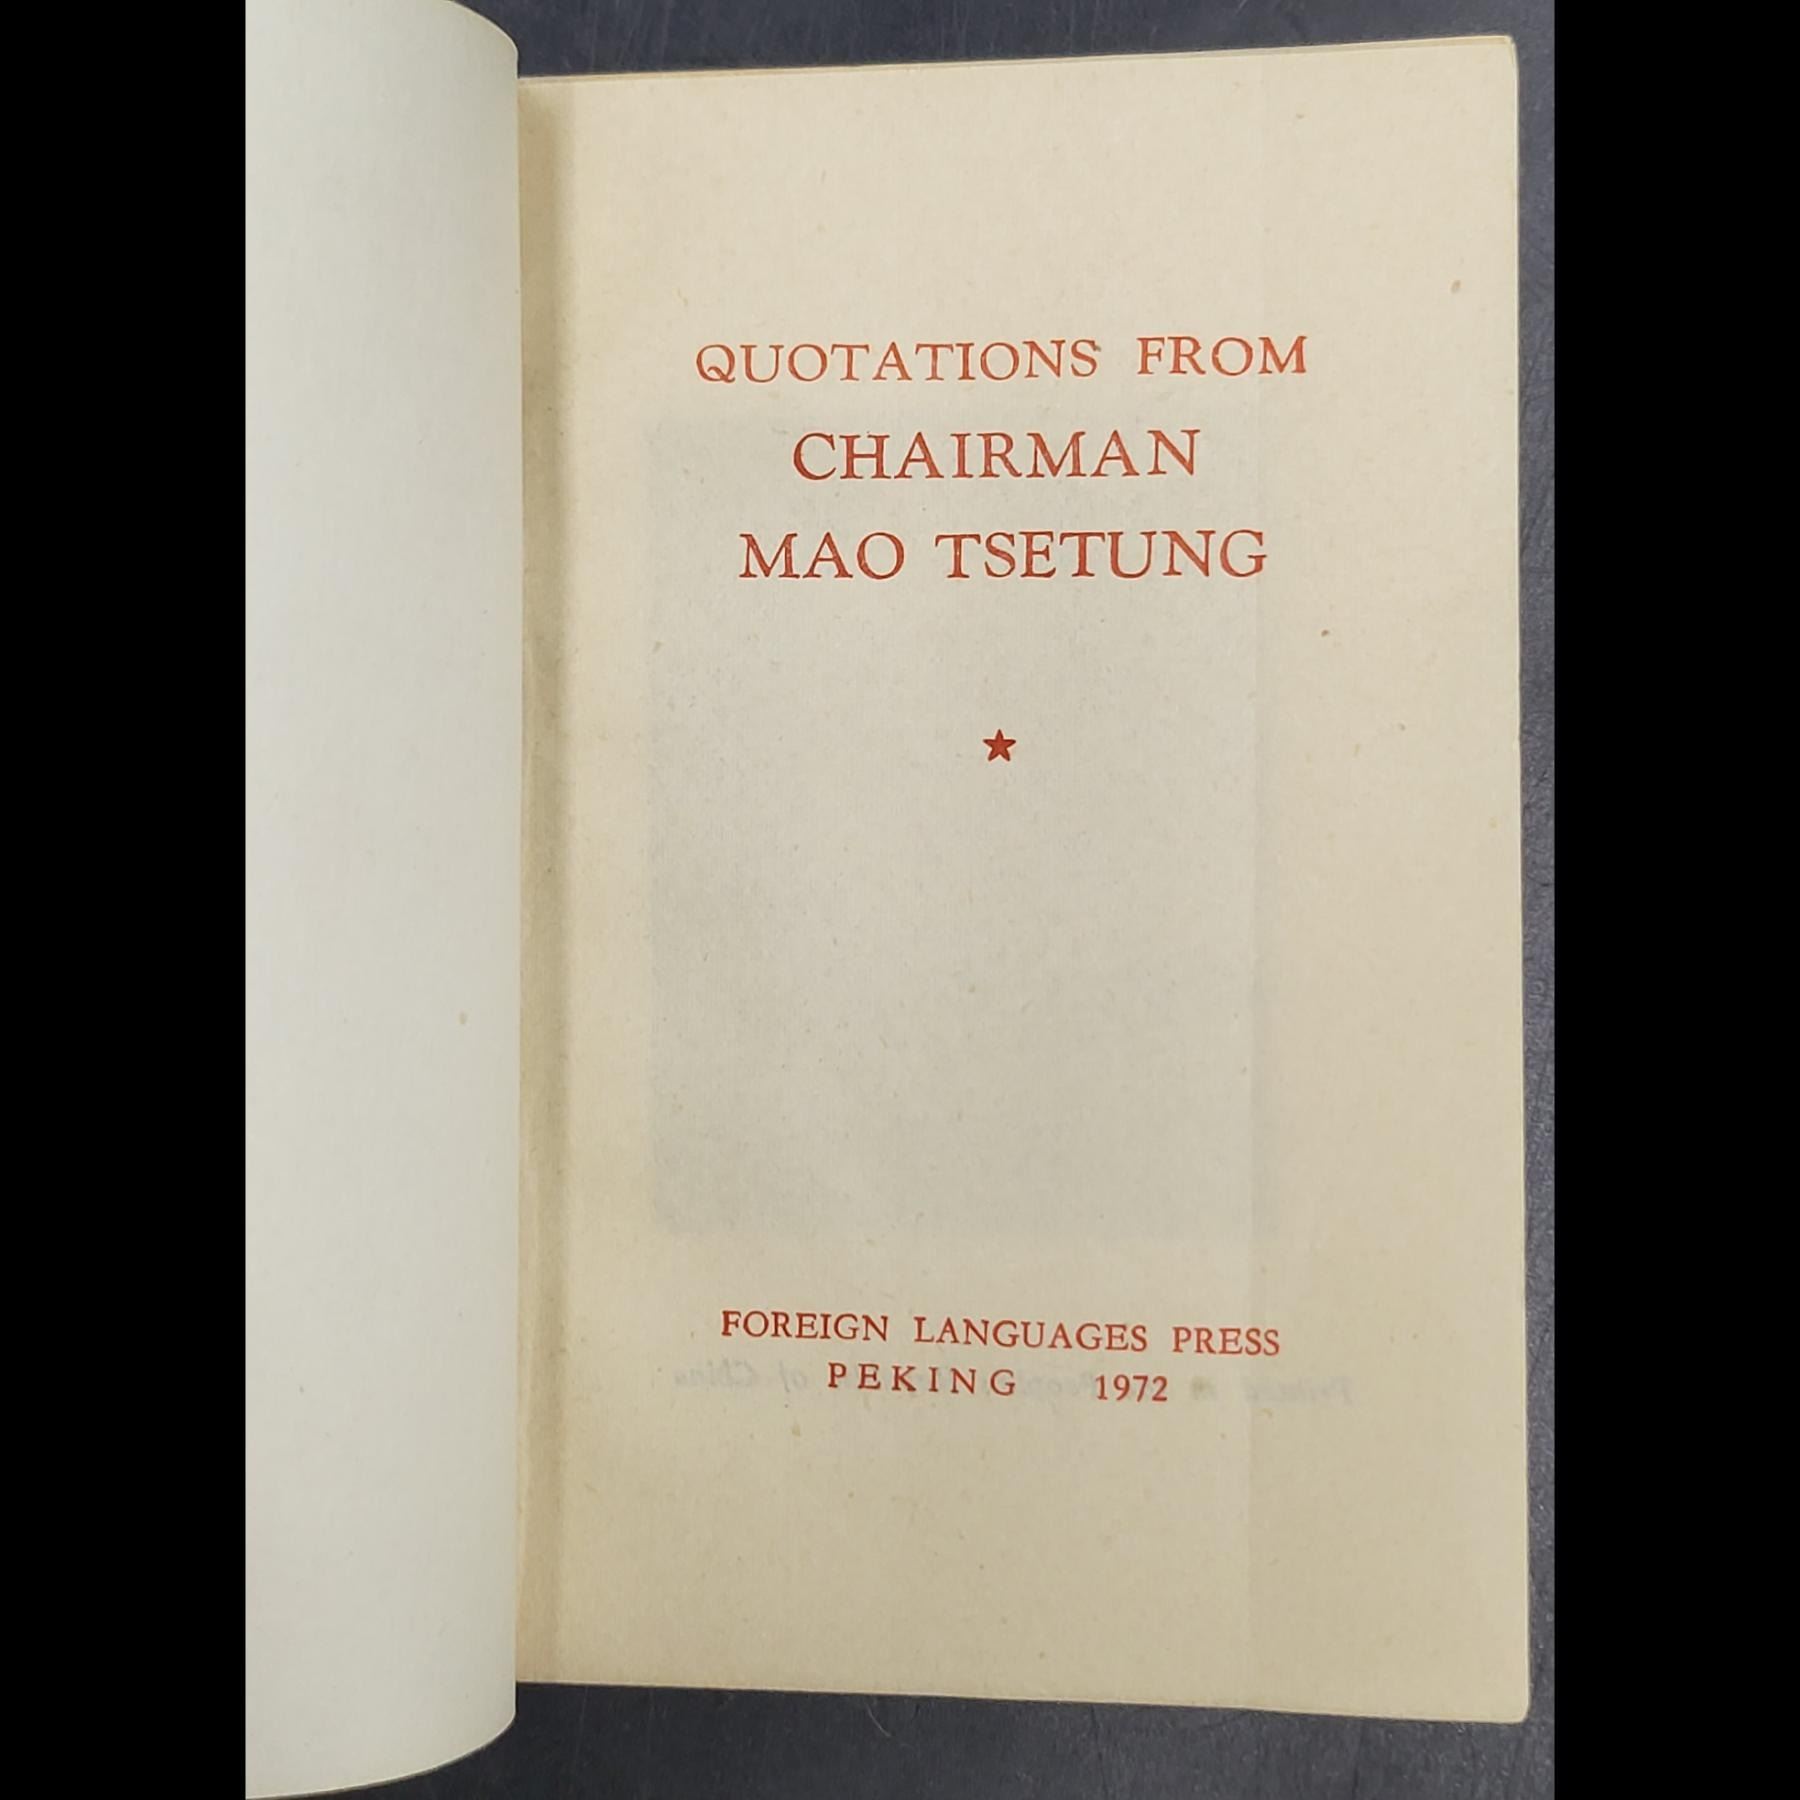 QUOTATIONS FROM
CHAIRMAN
MAO TSETUNG
FOREIGN LANGUAGES PRESS
PEKING 1972